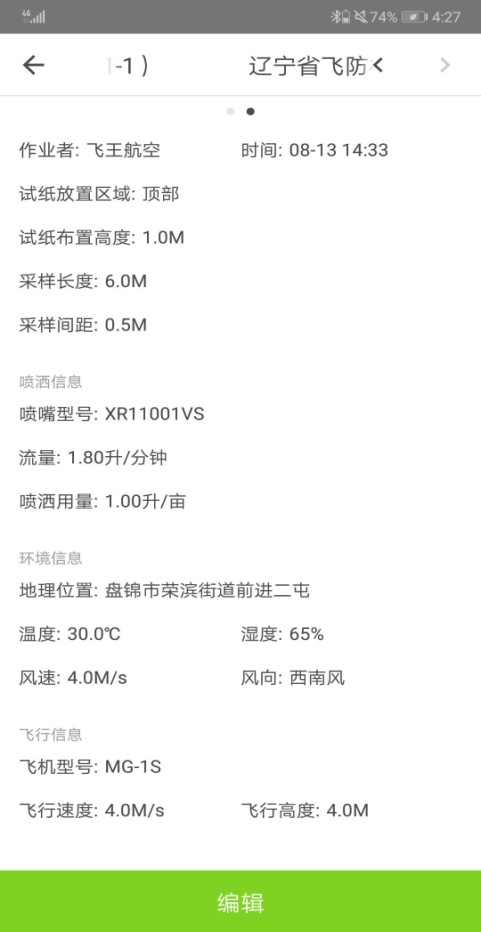 4G 74% 4:27
-1） 辽宁省飞防
作业者: 飞王航空 时间: 08-13 14:33
试纸放置区域: 顶部
试纸布置高度: 1.0M
采样长度: 6.0M
采样间距: 0.5M
喷洒信息
喷嘴型号: XR11001VS
流量: 1.80升/分钟
喷洒用量: 1.00升/亩
环境信息
地理位置: 盘锦市荣滨街道前进二屯
温度: 30.0℃ 湿度: 65%
风速: 4.0M/s 风向: 西南风
飞行信息
飞机型号: MG-1S
飞行速度: 4.0M/s 飞行高度: 4.0M
编辑